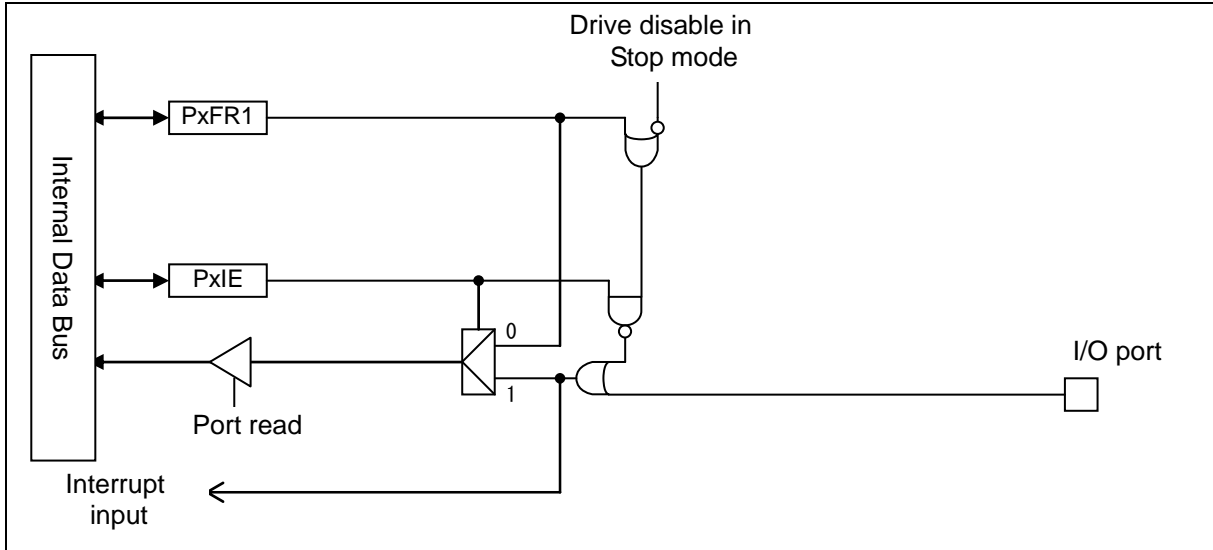 Drive disable in
Stop mode
PxFR1
Internal Data Bus
PxIE
0
1
I/O port
Port read
Interrupt
input